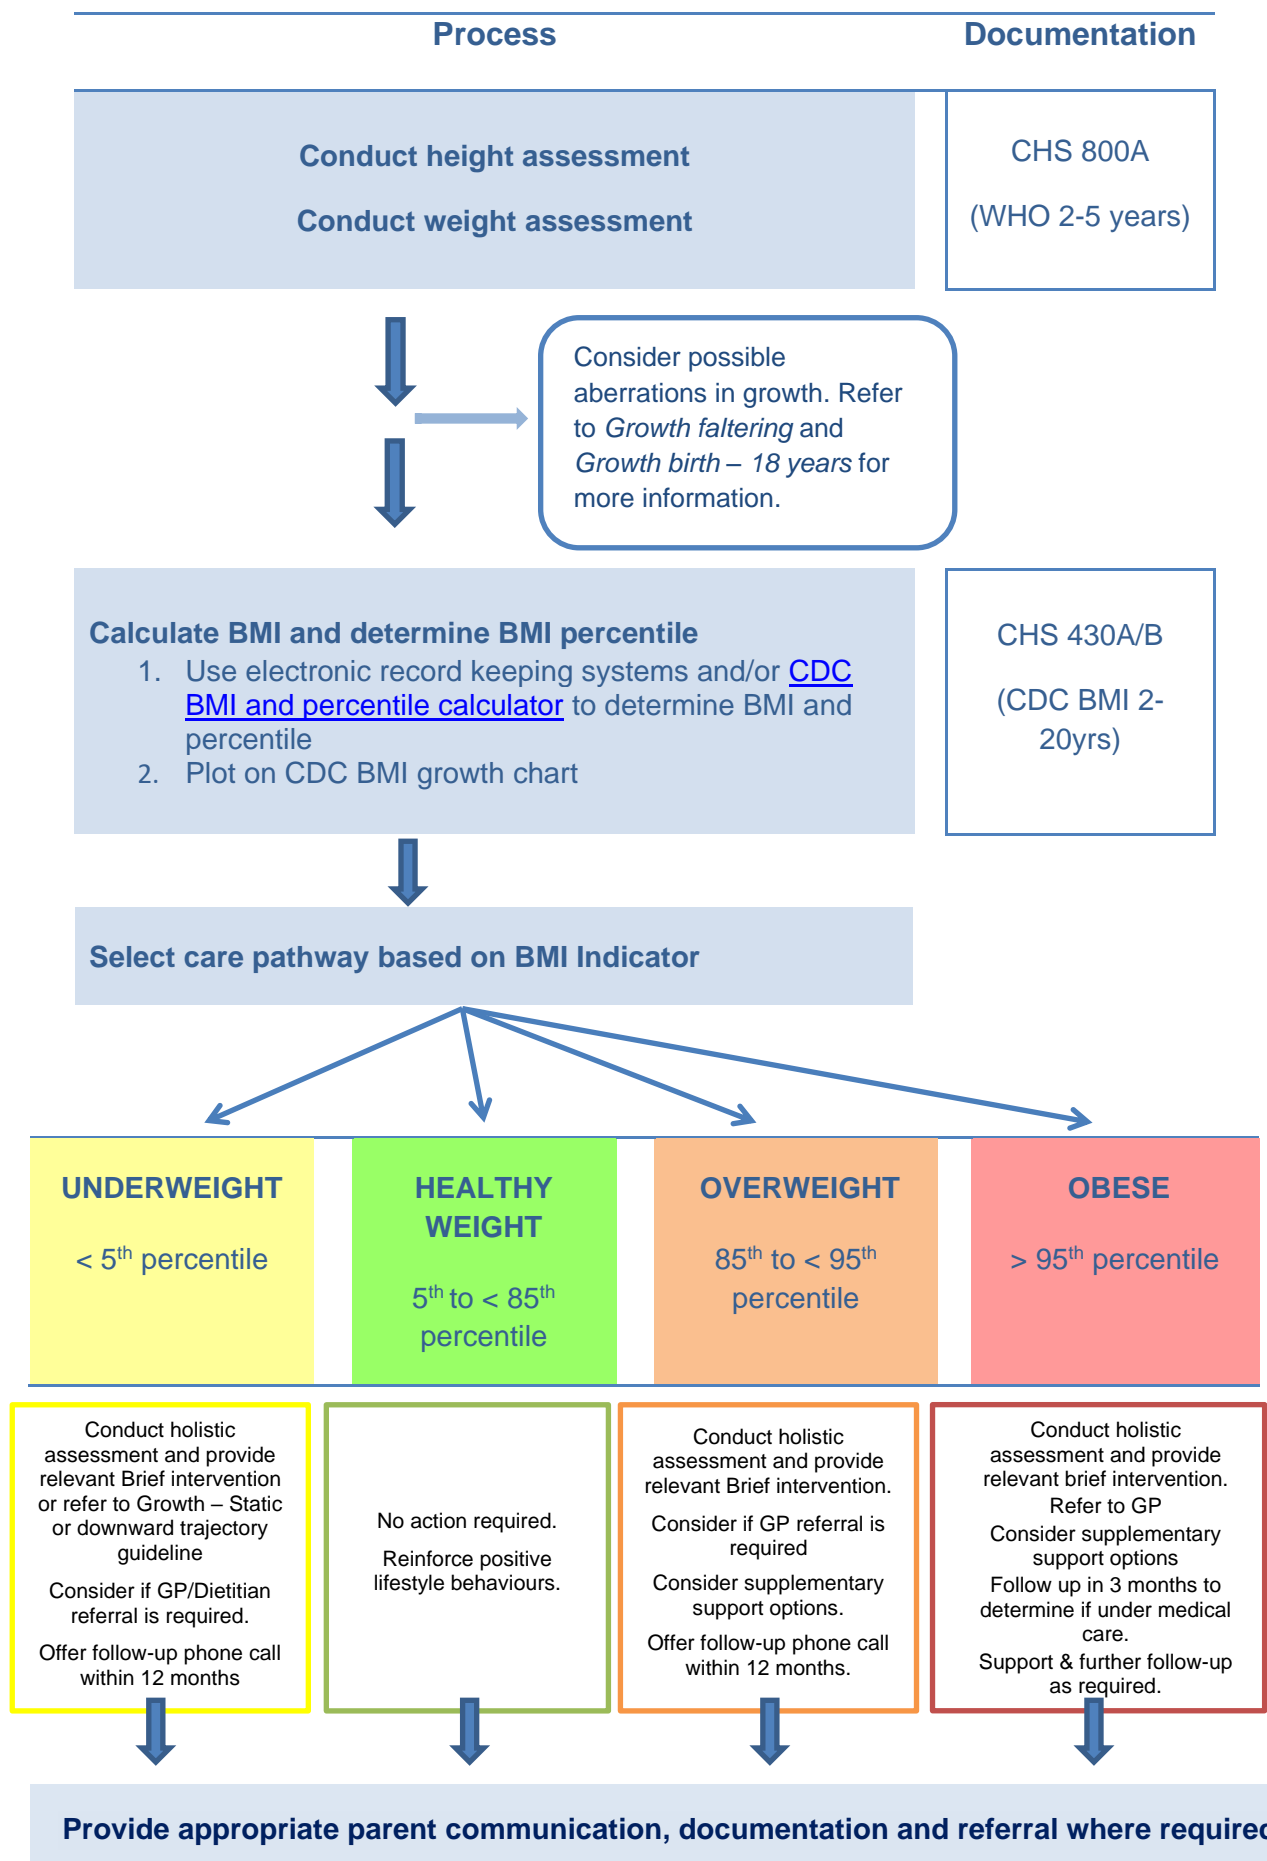 Process
Documentation
Conduct height assessment
Conduct weight assessment
CHS 800A
(WHO 2-5 years)
Consider possible
aberrations in growth. Refer
to Growth faltering and
Growth birth – 18 years for
more information.
Calculate BMI and determine BMI percentile
1. Use electronic record keeping systems and/or CDC
BMI and percentile calculator to determine BMI and
percentile
2. Plot on CDC BMI growth chart
CHS 430A/B
(CDC BMI 2-
20yrs)
Select care pathway based on BMI Indicator
UNDERWEIGHT
< 5th percentile
HEALTHY
WEIGHT
5th to < 85th
percentile
OVERWEIGHT
85th to < 95th
percentile
OBESE
> 95th percentile
Conduct holistic
assessment and provide
relevant Brief intervention
or refer to Growth – Static
or downward trajectory
guideline
Consider if GP/Dietitian
referral is required.
Offer follow-up phone call
within 12 months
No action required.
Reinforce positive
lifestyle behaviours.
Conduct holistic
assessment and provide
relevant Brief intervention.
Consider if GP referral is
required
Consider supplementary
support options.
Offer follow-up phone call
within 12 months.
Conduct holistic
assessment and provide
relevant brief intervention.
Refer to GP
Consider supplementary
support options
Follow up in 3 months to
determine if under medical
care.
Support & further follow-up
as required.
Provide appropriate parent communication, documentation and referral where required